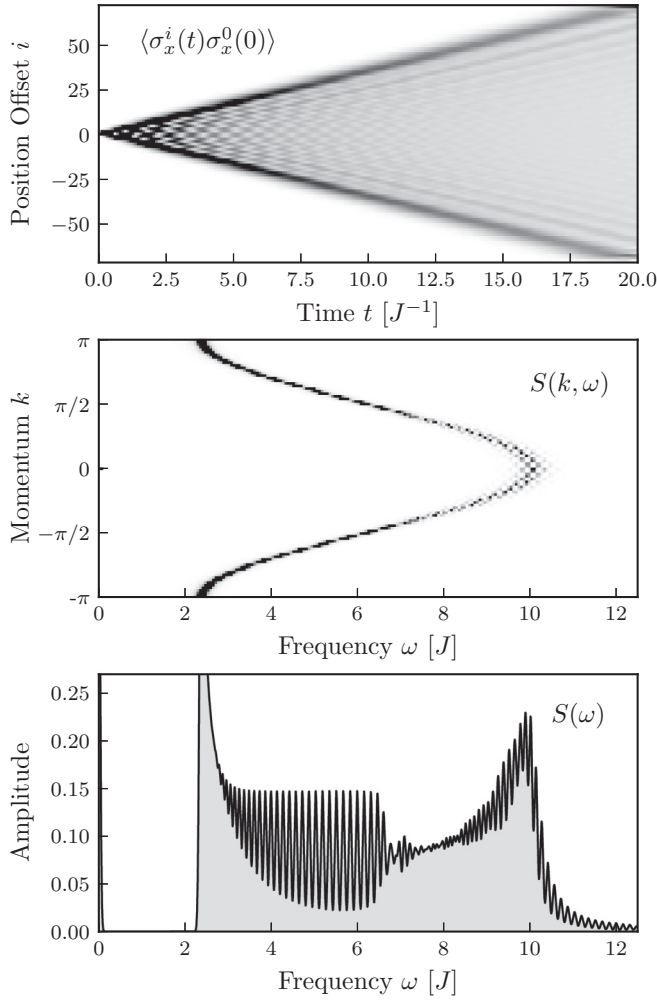 ⟨σ_x^i(t)σ_x^0(0)⟩
Position Offset i
50
25
0
−25
−50
0.0 2.5 5.0 7.5 10.0 12.5 15.0 17.5 20.0
Time t [J^{-1}]
S(k, ω)
Momentum k
π
π/2
0
−π/2
-π
0 2 4 6 8 10 12
Frequency ω [J]
S(ω)
Amplitude
0.25
0.20
0.15
0.10
0.05
0.00
0 2 4 6 8 10 12
Frequency ω [J]